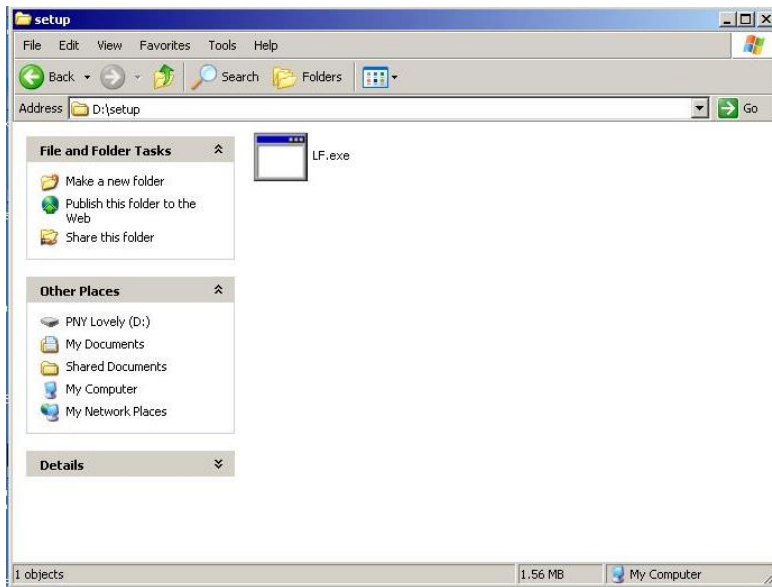 setup
File Edit View Favorites Tools Help
Back Search Folders
Address D:\setup Go
File and Folder Tasks
Make a new folder
Publish this folder to the
Web
Share this folder
Other Places
PNY Lovely (D:)
My Documents
Shared Documents
My Computer
My Network Places
Details
LF.exe
1 objects 1.56 MB My Computer